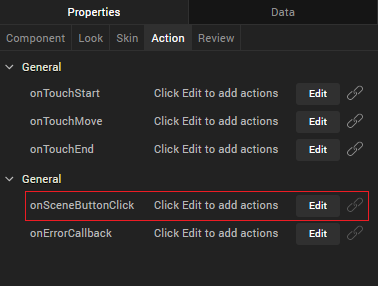 Properties Data
Component Look Skin Action Review
General
onTouchStart Click Edit to add actions Edit
onTouchMove Click Edit to add actions Edit
onTouchEnd Click Edit to add actions Edit
General
onSceneButtonClick Click Edit to add actions Edit
onErrorCallback Click Edit to add actions Edit